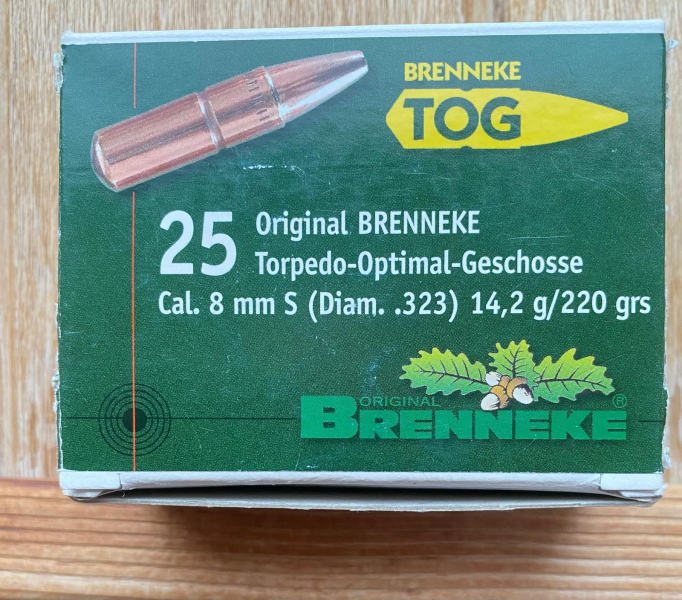 BRENNEKE
TOG
25 Original BRENNEKE
Torpedo-Optimal-Geschosse
Cal. 8 mm S (Diam. .323) 14,2 g/220 grs
ORIGINAL
BRENNEKE®